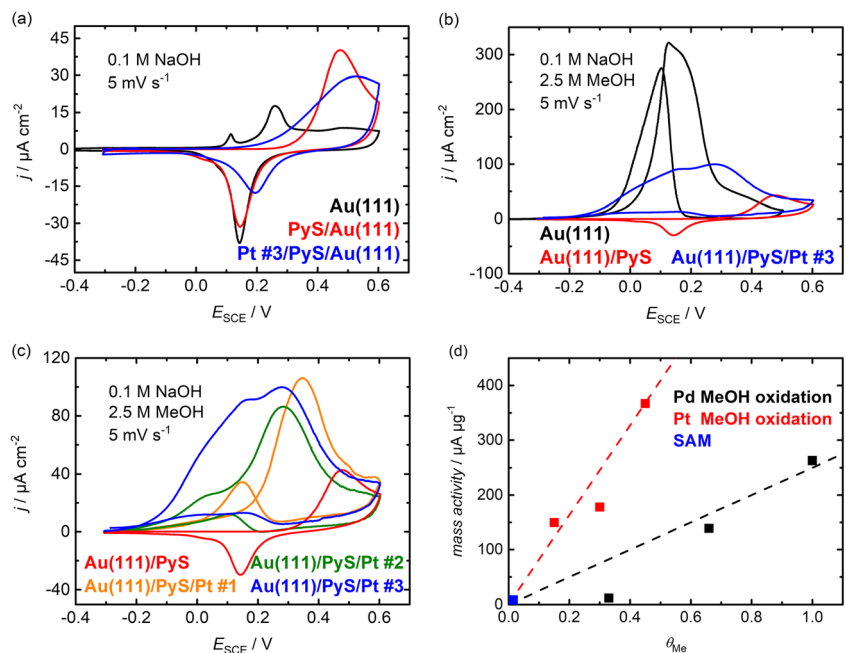 (a)
45
30
15
0
-15
-30
-45
j / µA cm⁻²
0.1 M NaOH
5 mV s⁻¹
Au(111)
PyS/Au(111)
Pt #3/PyS/Au(111)
-0.4 -0.2 0.0 0.2 0.4 0.6
E_SCE / V
(b)
300
200
100
0
-100
j / µA cm⁻²
0.1 M NaOH
2.5 M MeOH
5 mV s⁻¹
Au(111)
Au(111)/PyS Au(111)/PyS/Pt #3
-0.4 -0.2 0.0 0.2 0.4 0.6
E_SCE / V
(c)
120
80
40
0
-40
j / µA cm⁻²
0.1 M NaOH
2.5 M MeOH
5 mV s⁻¹
Au(111)/PyS Au(111)/PyS/Pt #2
Au(111)/PyS/Pt #1 Au(111)/PyS/Pt #3
-0.4 -0.2 0.0 0.2 0.4 0.6
E_SCE / V
(d)
400
300
200
100
0
mass activity / µA µg⁻¹
Pd MeOH oxidation
Pt MeOH oxidation
SAM
0.0 0.2 0.4 0.6 0.8 1.0
θ_Me